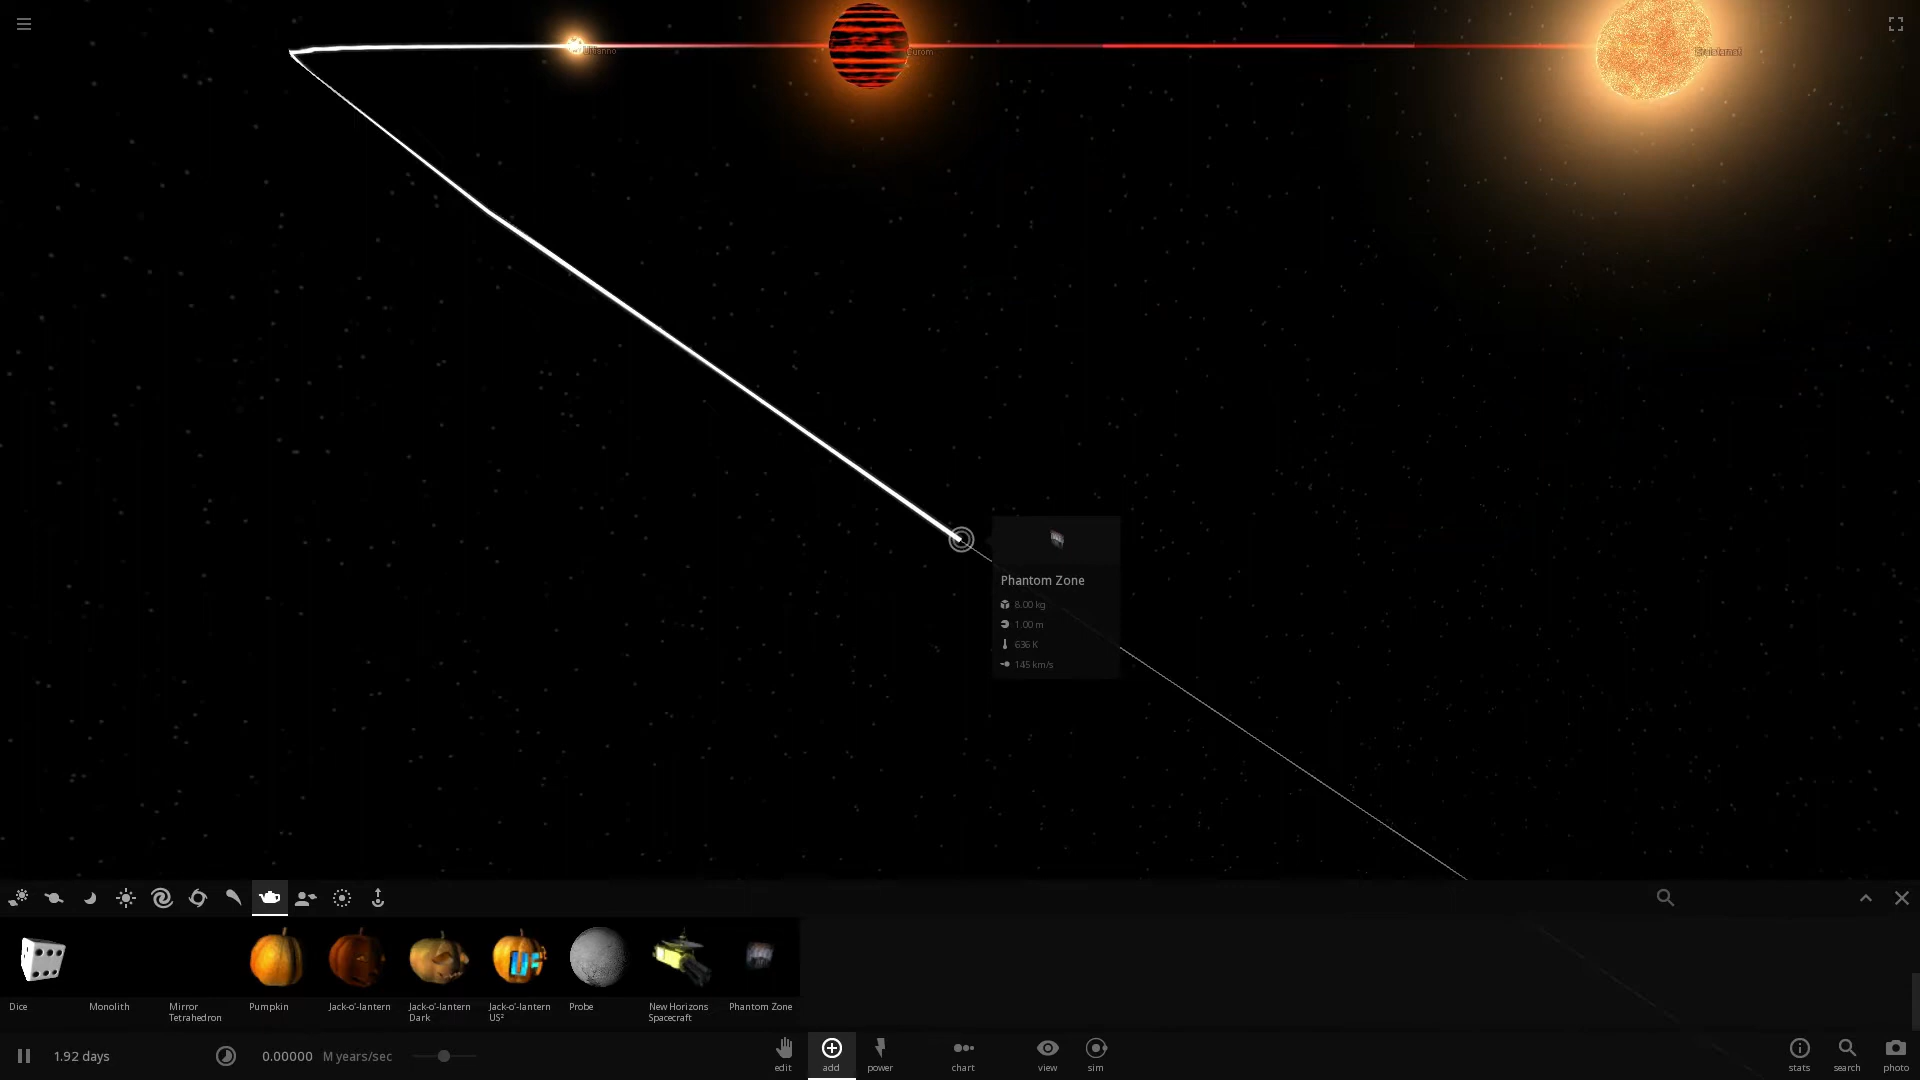 Phantom Zone
8.00 kg
1.00 m
636 K
145 km/s
Dice
Monolith
Mirror
Tetrahedron
Pumpkin
Jack-o'-lantern
Jack-o'-lantern
Dark
Jack-o'-lantern
US²
Probe
New Horizons
Spacecraft
Phantom Zone
1.92 days
0.00000 M years/sec
edit
add
power
chart
view
sim
stats
search
photo